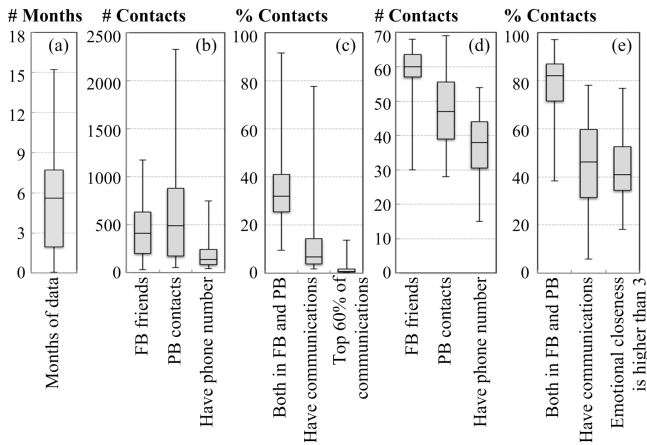 # Months
# Contacts
% Contacts
# Contacts
% Contacts
18
15
12
9
6
3
0
(a)
Months of data
2500
2000
1500
1000
500
0
(b)
FB friends
PB contacts
Have phone number
100
80
60
40
20
0
(c)
Both in FB and PB
Have communications
Top 60% of
communications
70
60
50
40
30
20
10
0
(d)
FB friends
PB contacts
Have phone number
100
80
60
40
20
0
(e)
Both in FB and PB
Have communications
Emotional closeness
is higher than 3